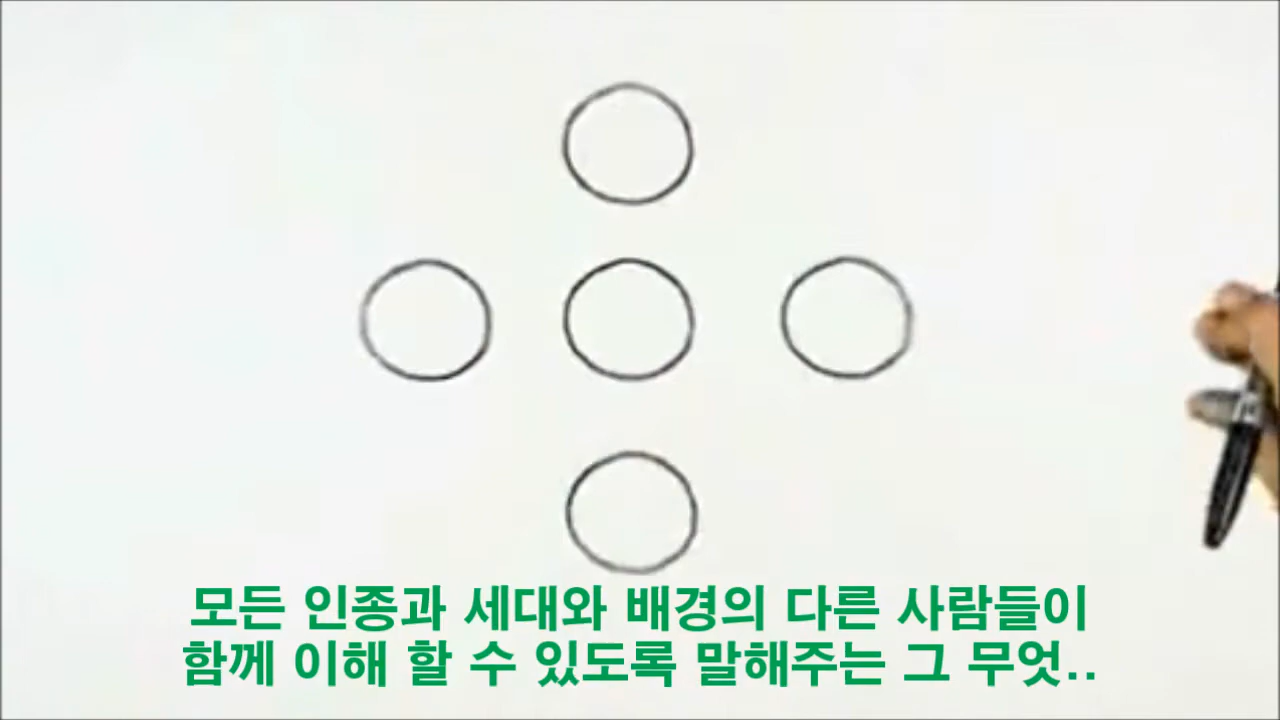 모든 인종과 세대와 배경의 다른 사람들이
함께 이해 할 수 있도록 말해주는 그 무엇..